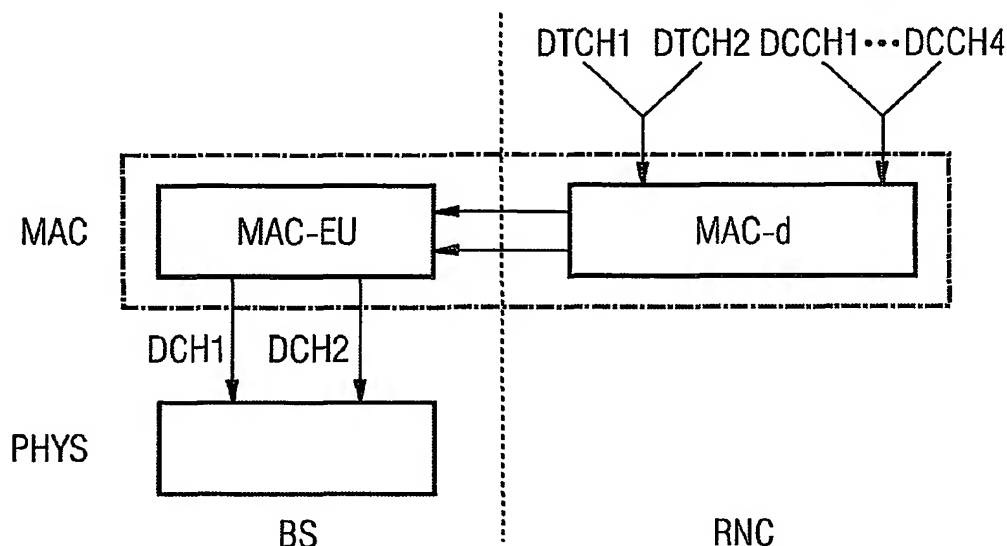 DTCH1 DTCH2 DCCH1•••DCCH4
MAC
MAC-EU
MAC-d
DCH1
DCH2
PHYS
BS
RNC